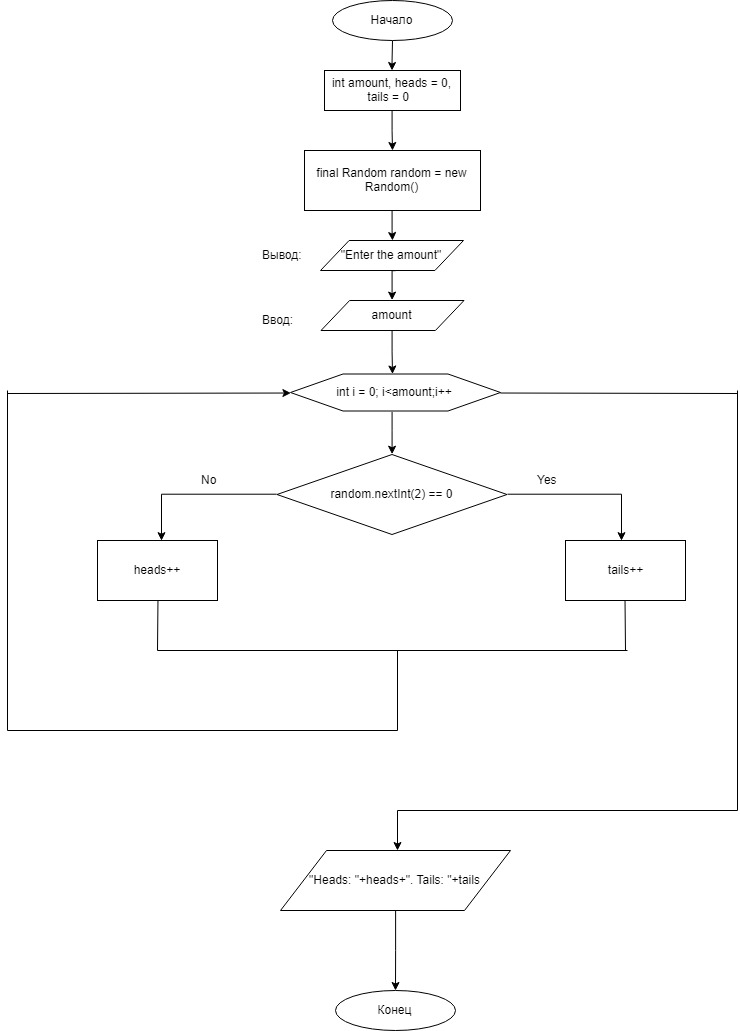 Начало
int amount, heads = 0,
tails = 0
final Random random = new
Random()
Вывод:
"Enter the amount"
Ввод:
amount
int i = 0; i<amount;i++
No
random.nextInt(2) == 0
Yes
heads++
tails++
"Heads: "+heads+". Tails: "+tails
Конец